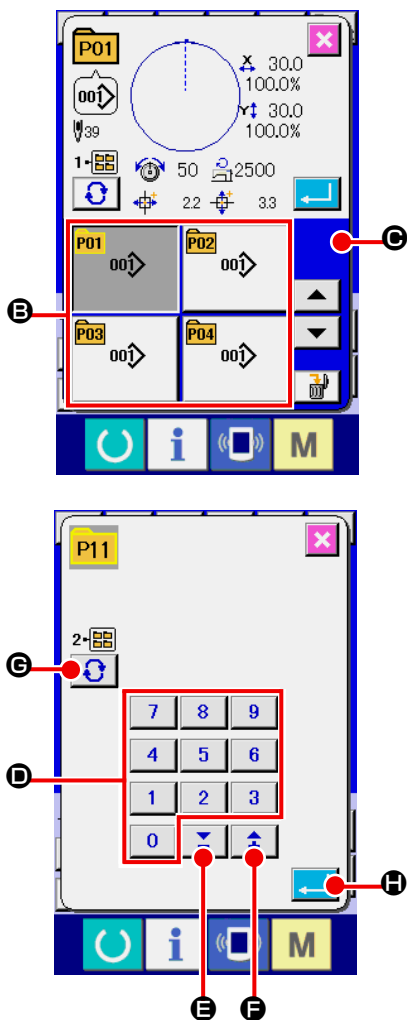 P01
X 30.0
100.0%
001
Y 30.0
100.0%
39
1
50 2500
2.2 3.3
P01 P02
001 001
C
B
P03 P04
001 001
i M
P11
2
G
7 8 9
4 5 6
D
1 2 3
0
H
i M
E F